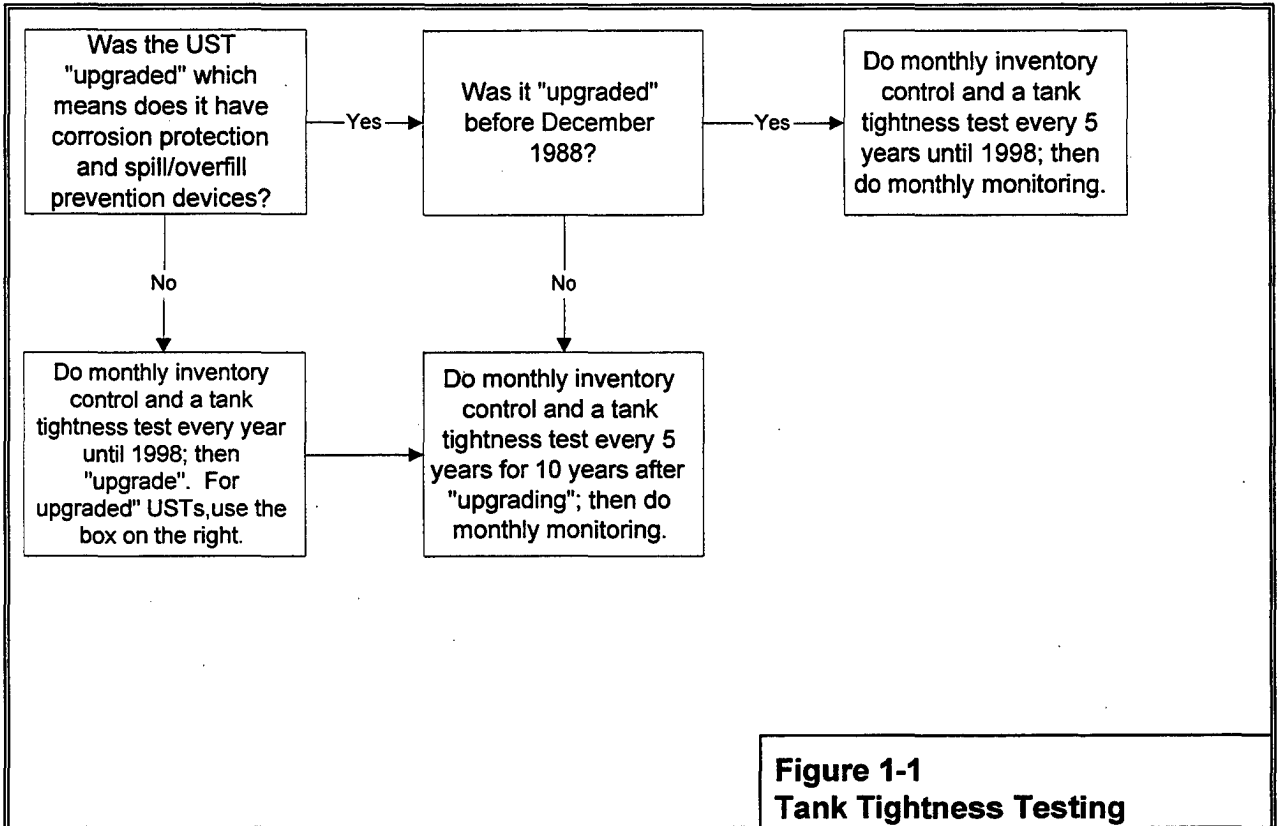 Was the UST
"upgraded" which
means does it have
corrosion protection
and spill/overfill
prevention devices?
Yes
Was it "upgraded"
before December
1988?
Yes
Do monthly inventory
control and a tank
tightness test every 5
years until 1998; then
do monthly monitoring.
No
No
Do monthly inventory
control and a tank
tightness test every year
until 1998; then
"upgrade". For
upgraded" USTs,use the
box on the right.
Do monthly inventory
control and a tank
tightness test every 5
years for 10 years after
"upgrading"; then do
monthly monitoring.
Figure 1-1
Tank Tightness Testing